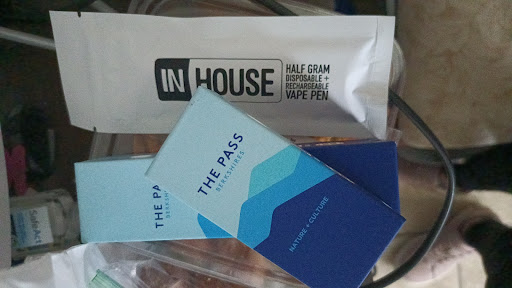 IN HOUSE
HALF GRAM
DISPOSABLE +
RECHARGEABLE
VAPE PEN
THE PASS
BERKSHIRES
NATURE + CULTURE
THE PA